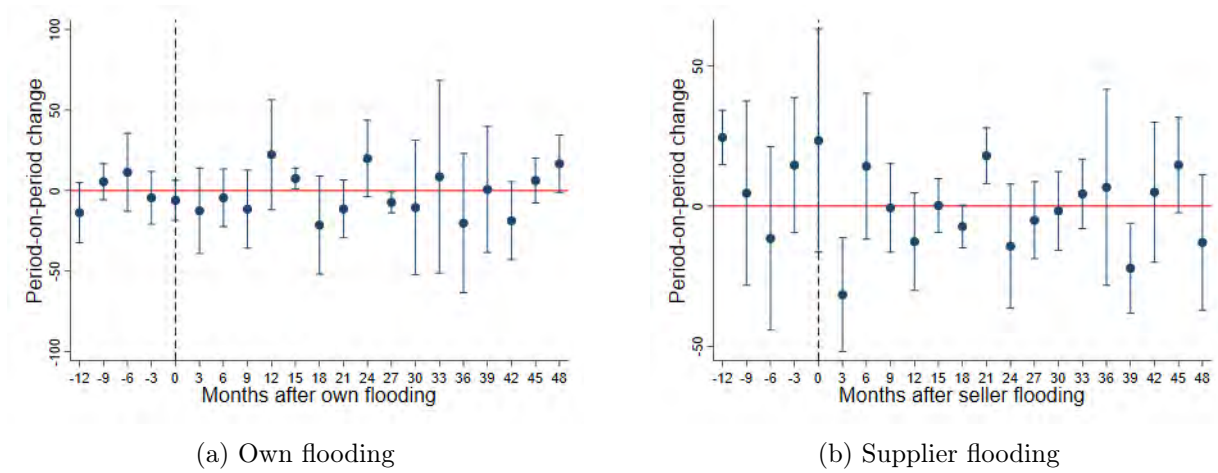 100
50
0
-50
-100
Period-on-period change
-12 -9 -6 -3 0 3 6 9 12 15 18 21 24 27 30 33 36 39 42 45 48
Months after own flooding
(a) Own flooding
50
0
-50
Period-on-period change
-12 -9 -6 -3 0 3 6 9 12 15 18 21 24 27 30 33 36 39 42 45 48
Months after seller flooding
(b) Supplier flooding